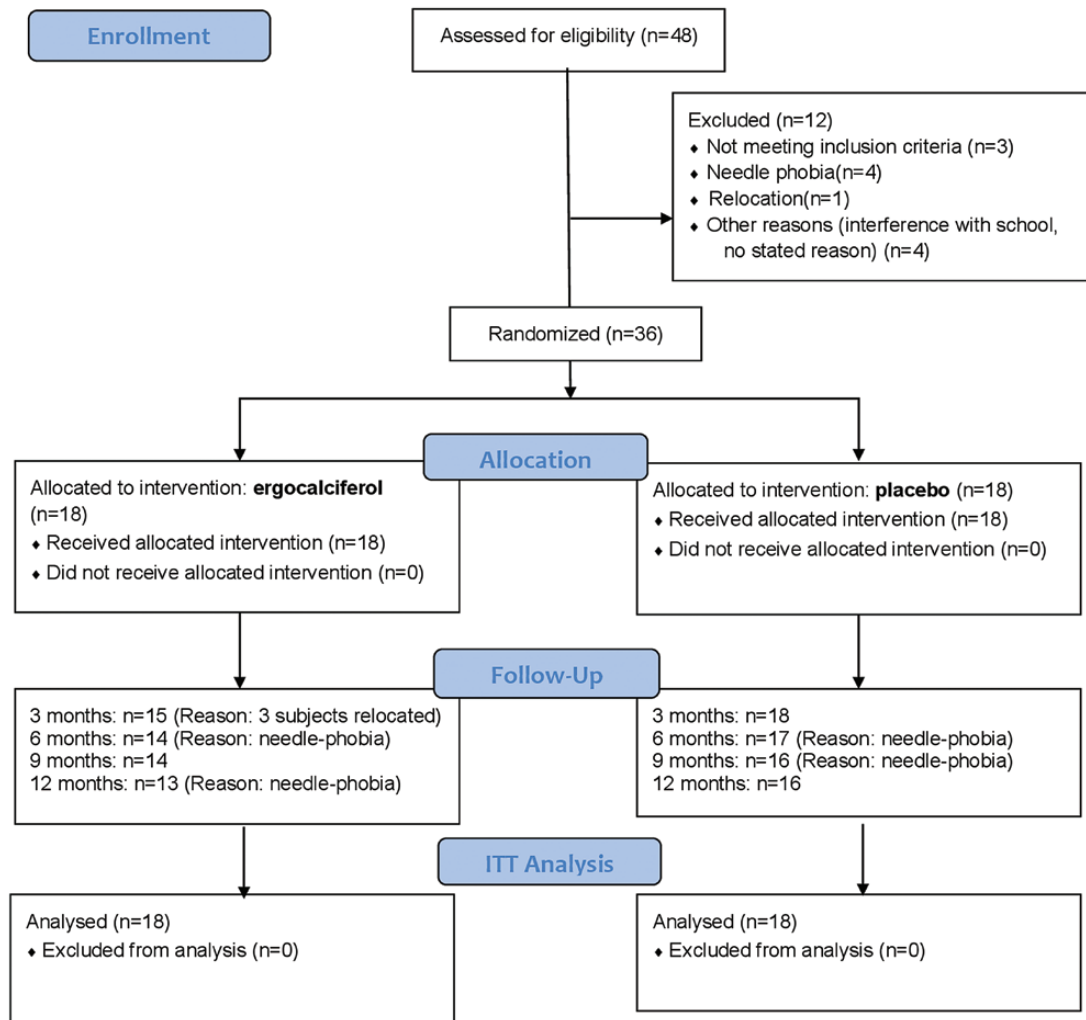 Enrollment
Assessed for eligibility (n=48)
Excluded (n=12)
♦ Not meeting inclusion criteria (n=3)
♦ Needle phobia(n=4)
♦ Relocation(n=1)
♦ Other reasons (interference with school,
no stated reason) (n=4)
Randomized (n=36)
Allocation
Allocated to intervention: ergocalciferol
(n=18)
♦ Received allocated intervention (n=18)
♦ Did not receive allocated intervention (n=0)
Allocated to intervention: placebo (n=18)
♦ Received allocated intervention (n=18)
♦ Did not receive allocated intervention (n=0)
Follow-Up
3 months: n=15 (Reason: 3 subjects relocated)
6 months: n=14 (Reason: needle-phobia)
9 months: n=14
12 months: n=13 (Reason: needle-phobia)
3 months: n=18
6 months: n=17 (Reason: needle-phobia)
9 months: n=16 (Reason: needle-phobia)
12 months: n=16
ITT Analysis
Analysed (n=18)
♦ Excluded from analysis (n=0)
Analysed (n=18)
♦ Excluded from analysis (n=0)